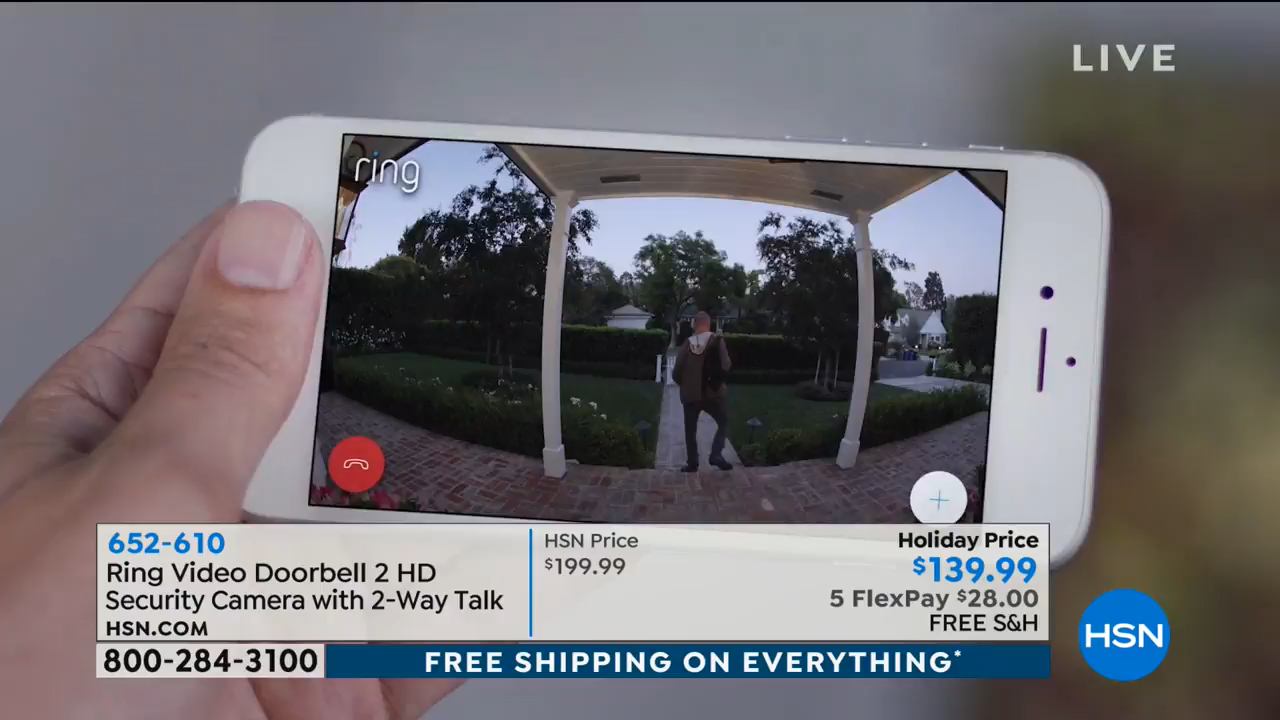 LIVE
ring
652-610
Ring Video Doorbell 2 HD
Security Camera with 2-Way Talk
HSN.COM
HSN Price
$199.99
Holiday Price
$139.99
5 FlexPay $28.00
FREE S&H
HSN
800-284-3100
FREE SHIPPING ON EVERYTHING*